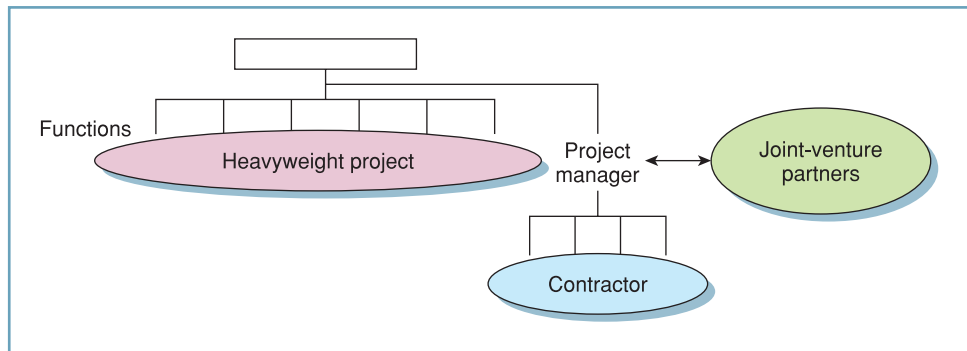 Functions
Heavyweight project
Project
manager
Joint-venture
partners
Contractor